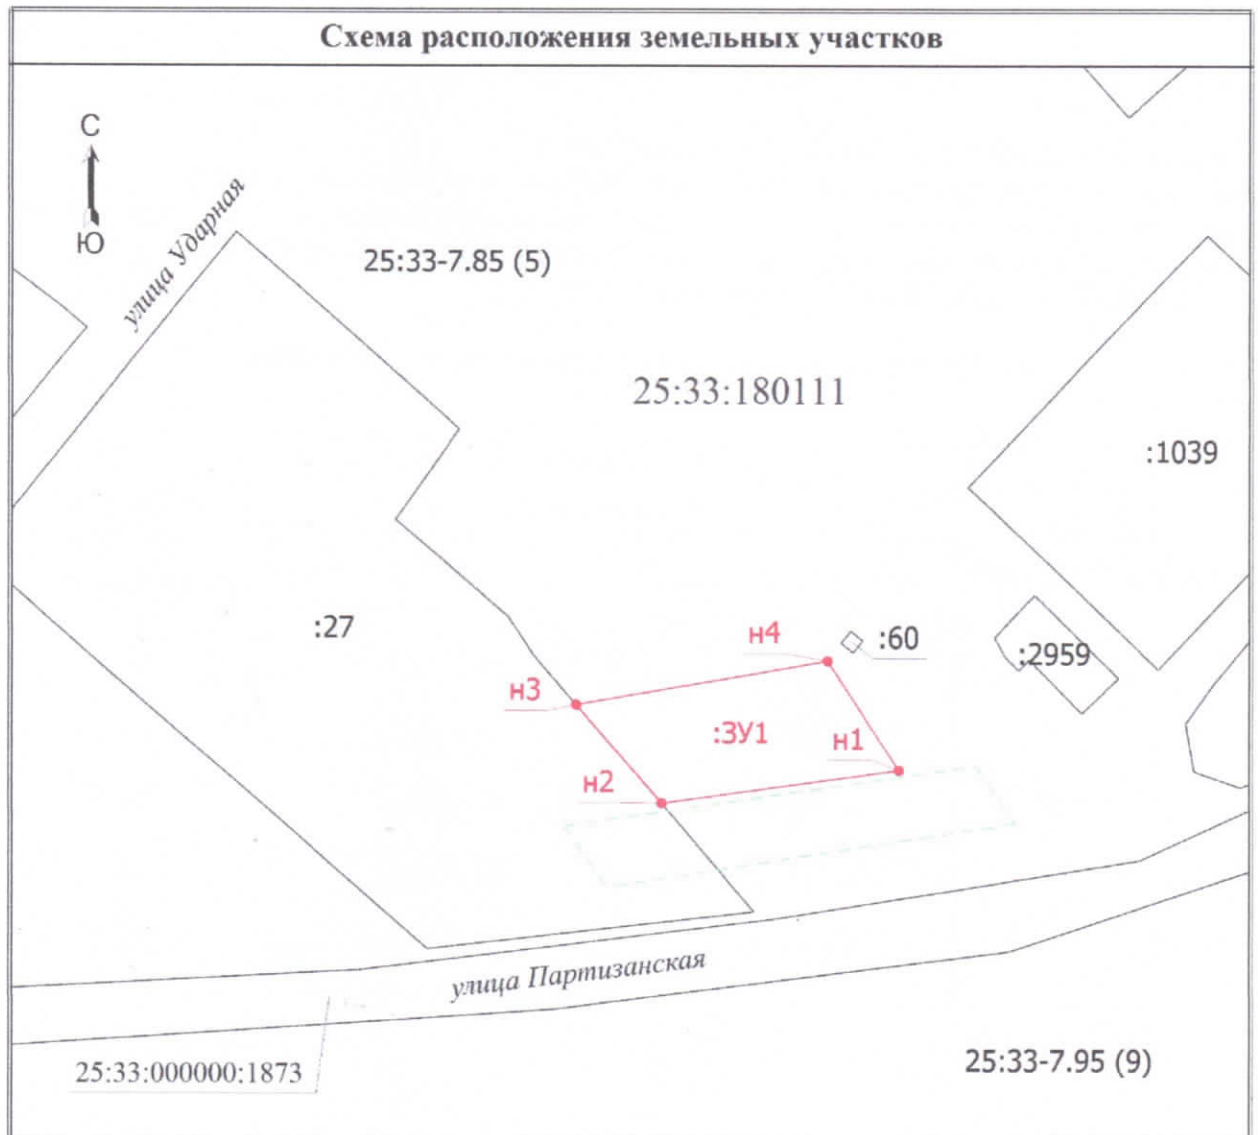 Схема расположения земельных участков
С
Ю
улица Ударная
25:33-7.85 (5)
25:33:180111
:1039
:27
н4
:60
:2959
н3
:ЗУ1
н1
н2
улица Партизанская
25:33:000000:1873
25:33-7.95 (9)